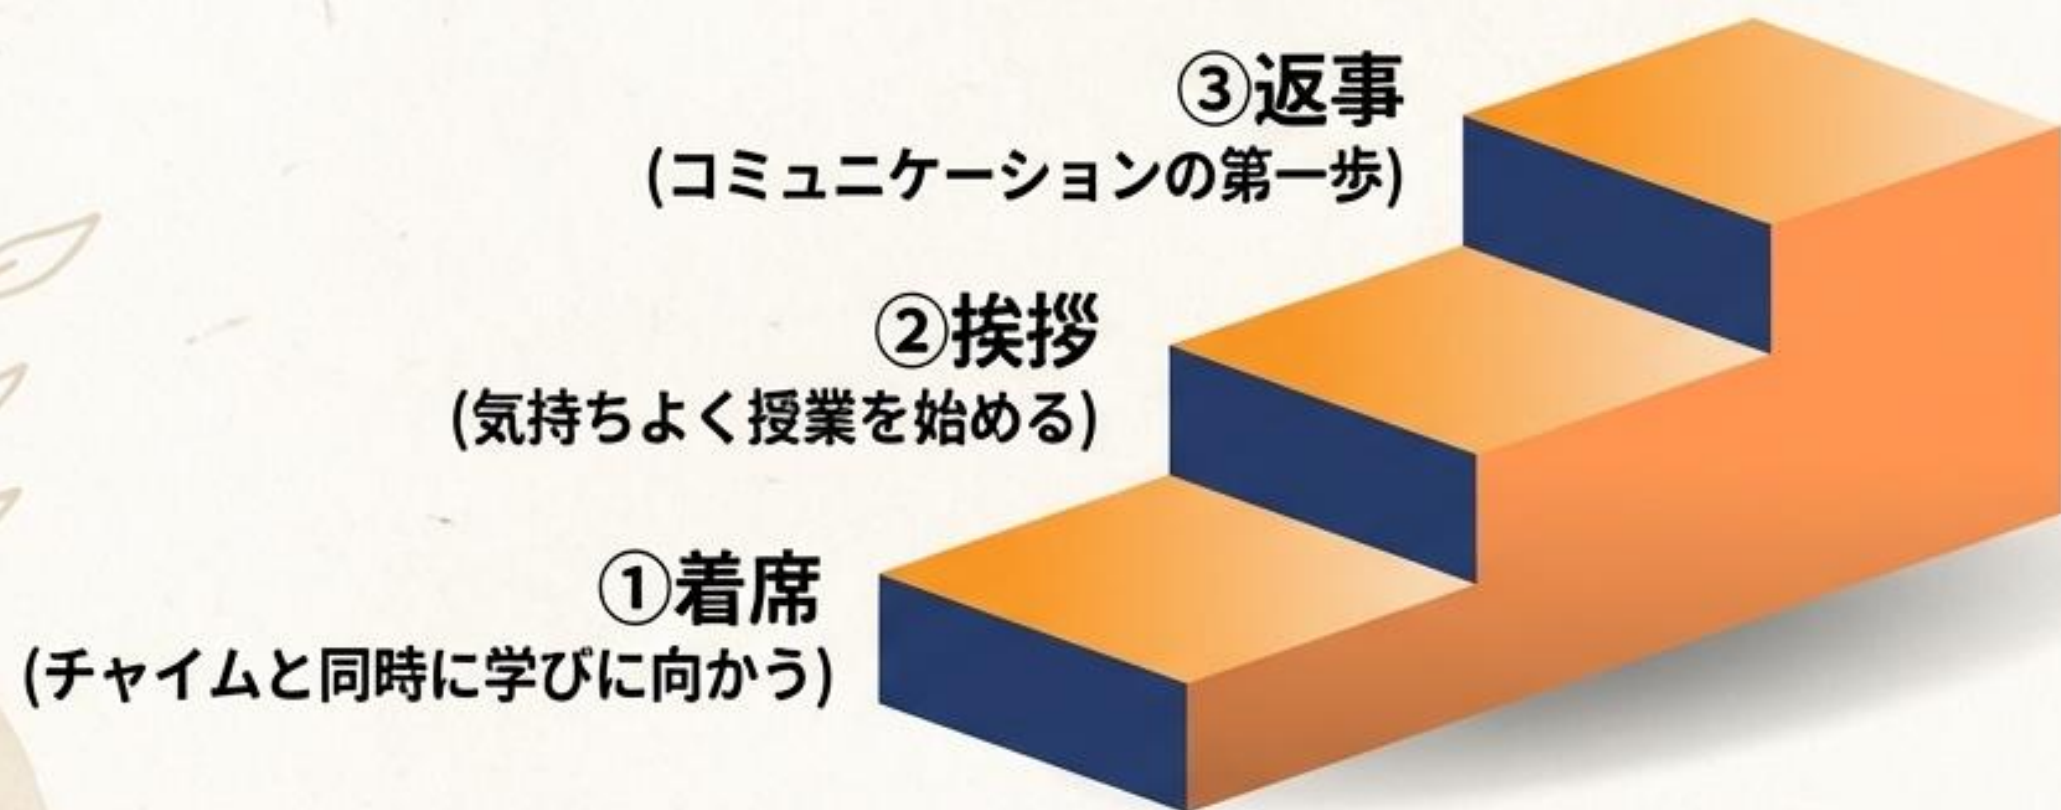 ③返事
(コミュニケーションの第一歩)
②挨拶
(気持ちよく授業を始める)
①着席
(チャイムと同時に学びに向かう)